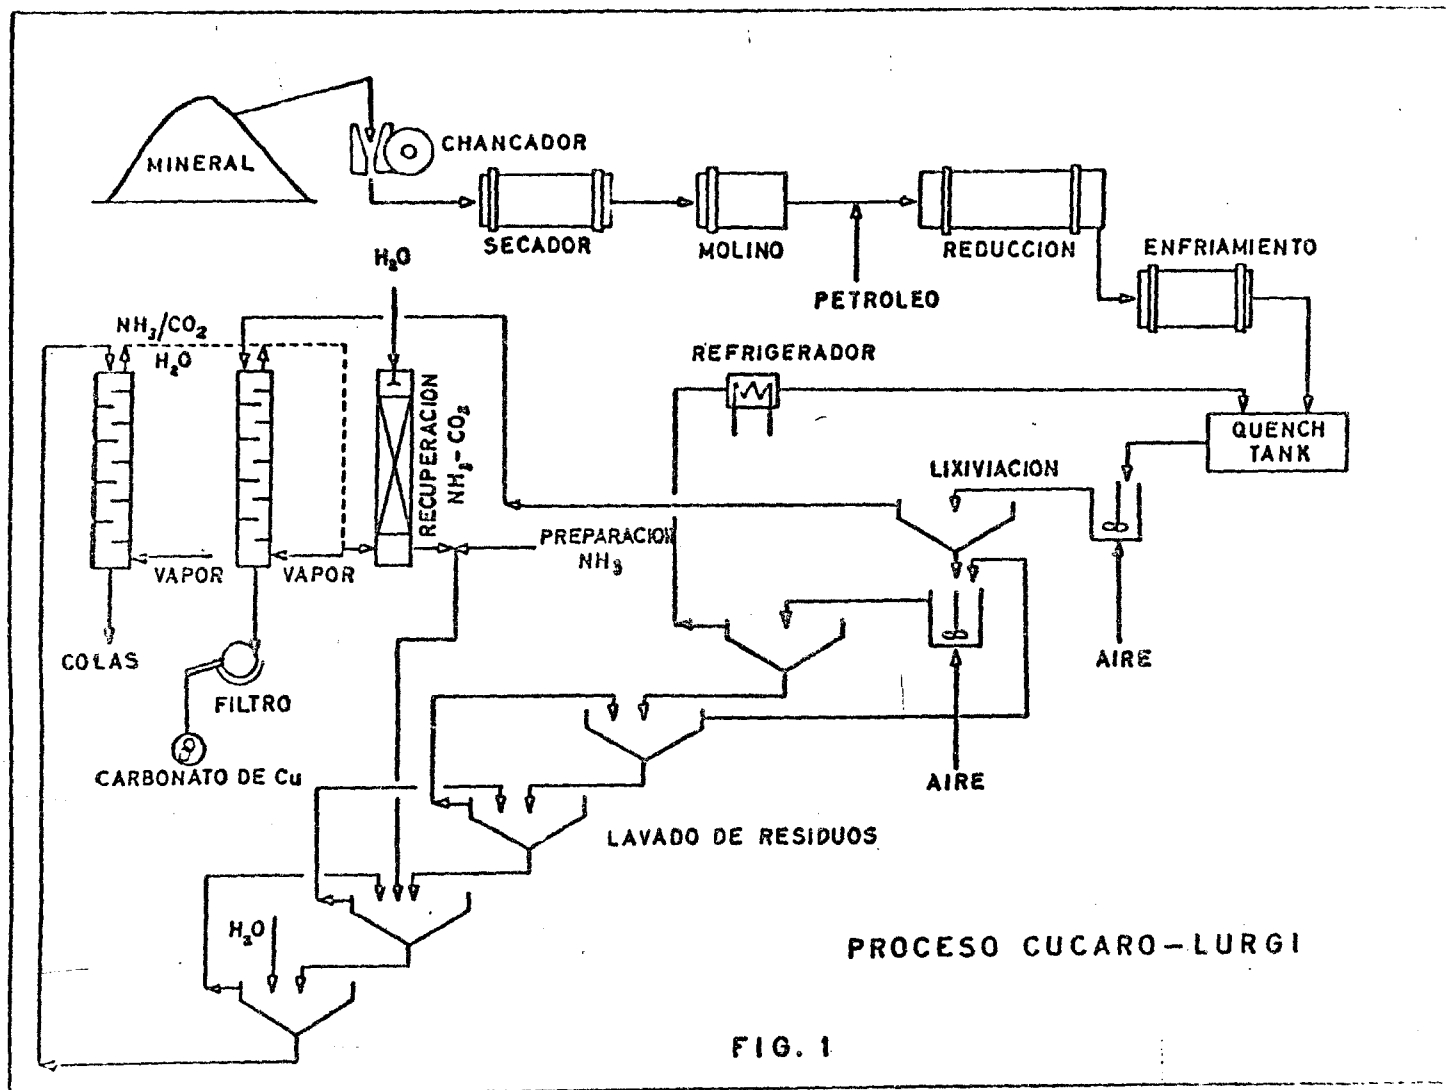 CHANCADOR
MINERAL
SECADOR
MOLINO
REDUCCION
ENFRIAMIENTO
H₂O
PETROLEO
NH₃/CO₂
H₂O
REFRIGERADOR
RECUPERACION
NH₃-CO₂
QUENCH
TANK
LIXIVIACION
PREPARACION
NH₃
VAPOR
VAPOR
COLAS
AIRE
FILTRO
CARBONATO DE Cu
AIRE
LAVADO DE RESIDUOS
H₂O
PROCESO CUCARO-LURGI
FIG. 1